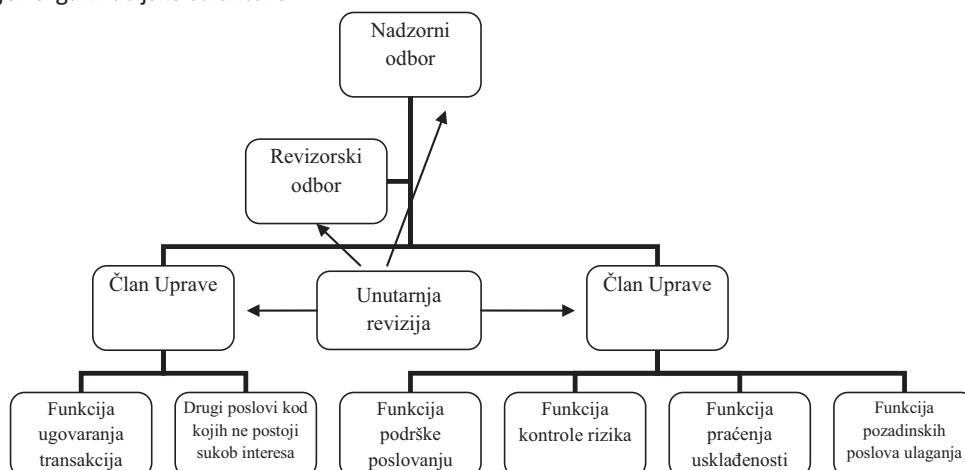 Nadzorni
odbor
Revizorski
odbor
Član Uprave
Unutarnja
revizija
Član Uprave
Funkcija
ugovaranja
transakcija
Drugi poslovi kod
kojih ne postoji
sukob interesa
Funkcija
podrške
poslovanju
Funkcija
kontrole rizika
Funkcija
praćenja
usklađenosti
Funkcija
pozadinskih
poslova ulaganja